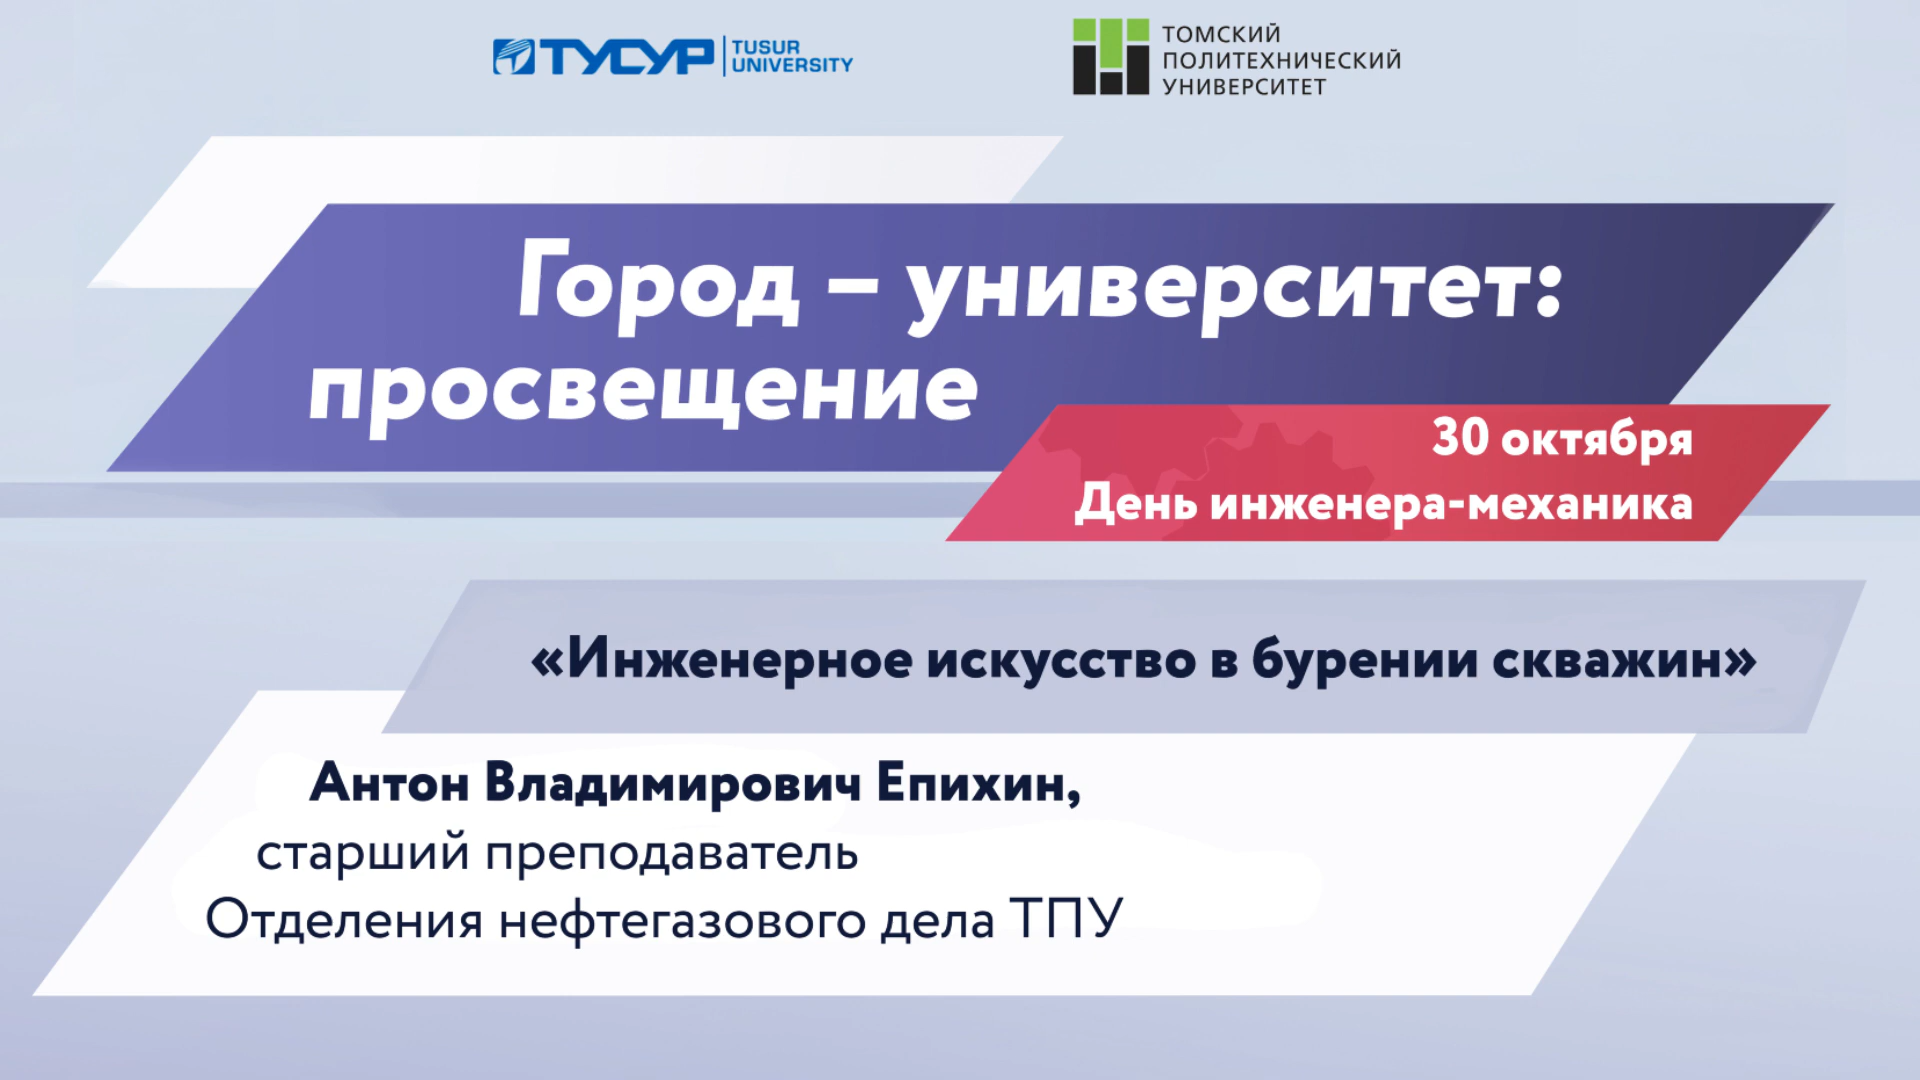 ТУСУР
TUSUR
UNIVERSITY
ТОМСКИЙ
ПОЛИТЕХНИЧЕСКИЙ
УНИВЕРСИТЕТ
Город – университет:
просвещение
30 октября
День инженера-механика
«Инженерное искусство в бурении скважин»
Антон Владимирович Епихин,
старший преподаватель
Отделения нефтегазового дела ТПУ